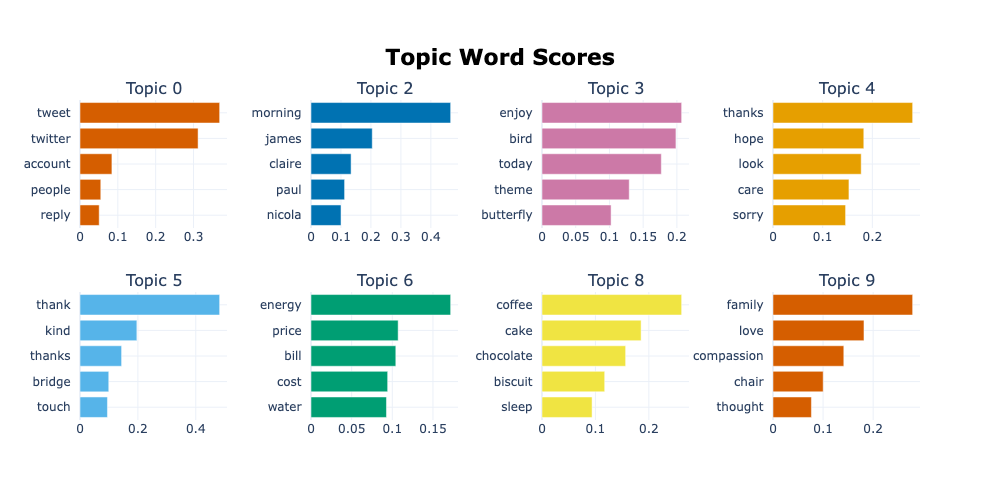 Topic Word Scores
Topic 0
tweet
twitter
account
people
reply
0 0.1 0.2 0.3
Topic 2
morning
james
claire
paul
nicola
0 0.1 0.2 0.3 0.4
Topic 3
enjoy
bird
today
theme
butterfly
0 0.05 0.1 0.15 0.2
Topic 4
thanks
hope
look
care
sorry
0 0.1 0.2
Topic 5
thank
kind
thanks
bridge
touch
0 0.2 0.4
Topic 6
energy
price
bill
cost
water
0 0.05 0.1 0.15
Topic 8
coffee
cake
chocolate
biscuit
sleep
0 0.1 0.2
Topic 9
family
love
compassion
chair
thought
0 0.1 0.2